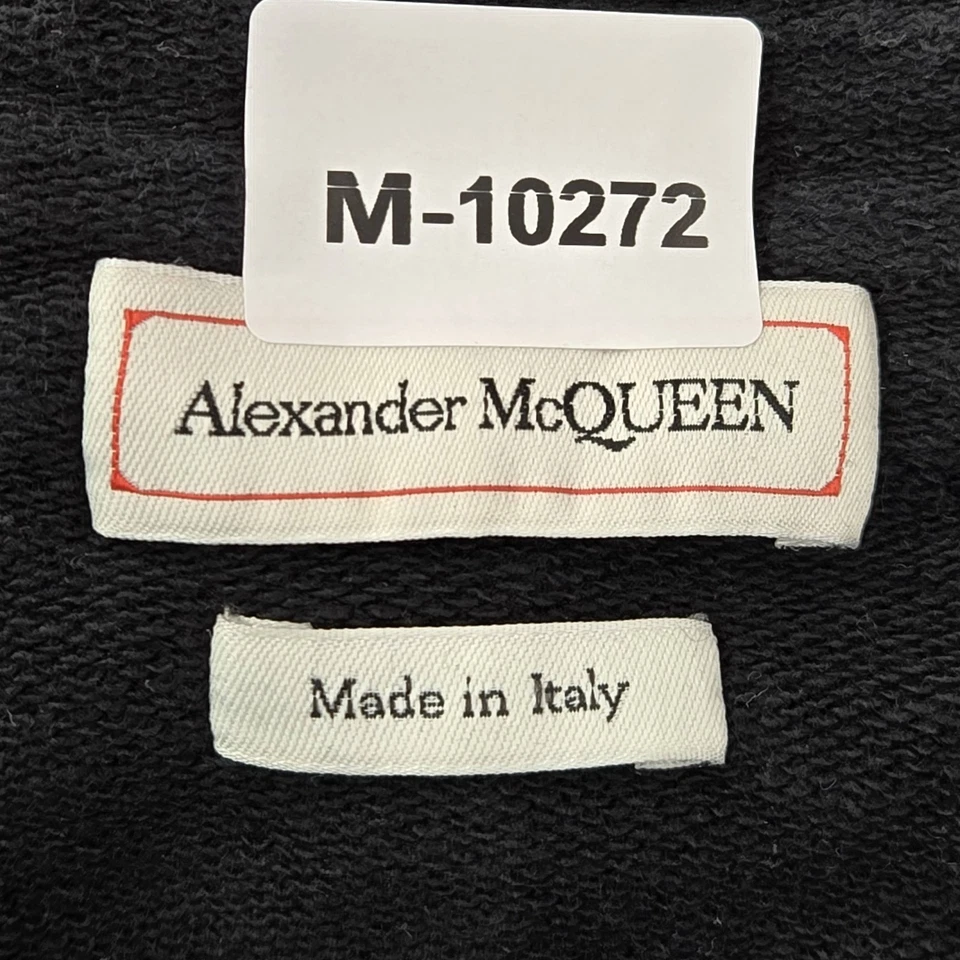 M-10272
Alexander McQUEEN
Made in Italy